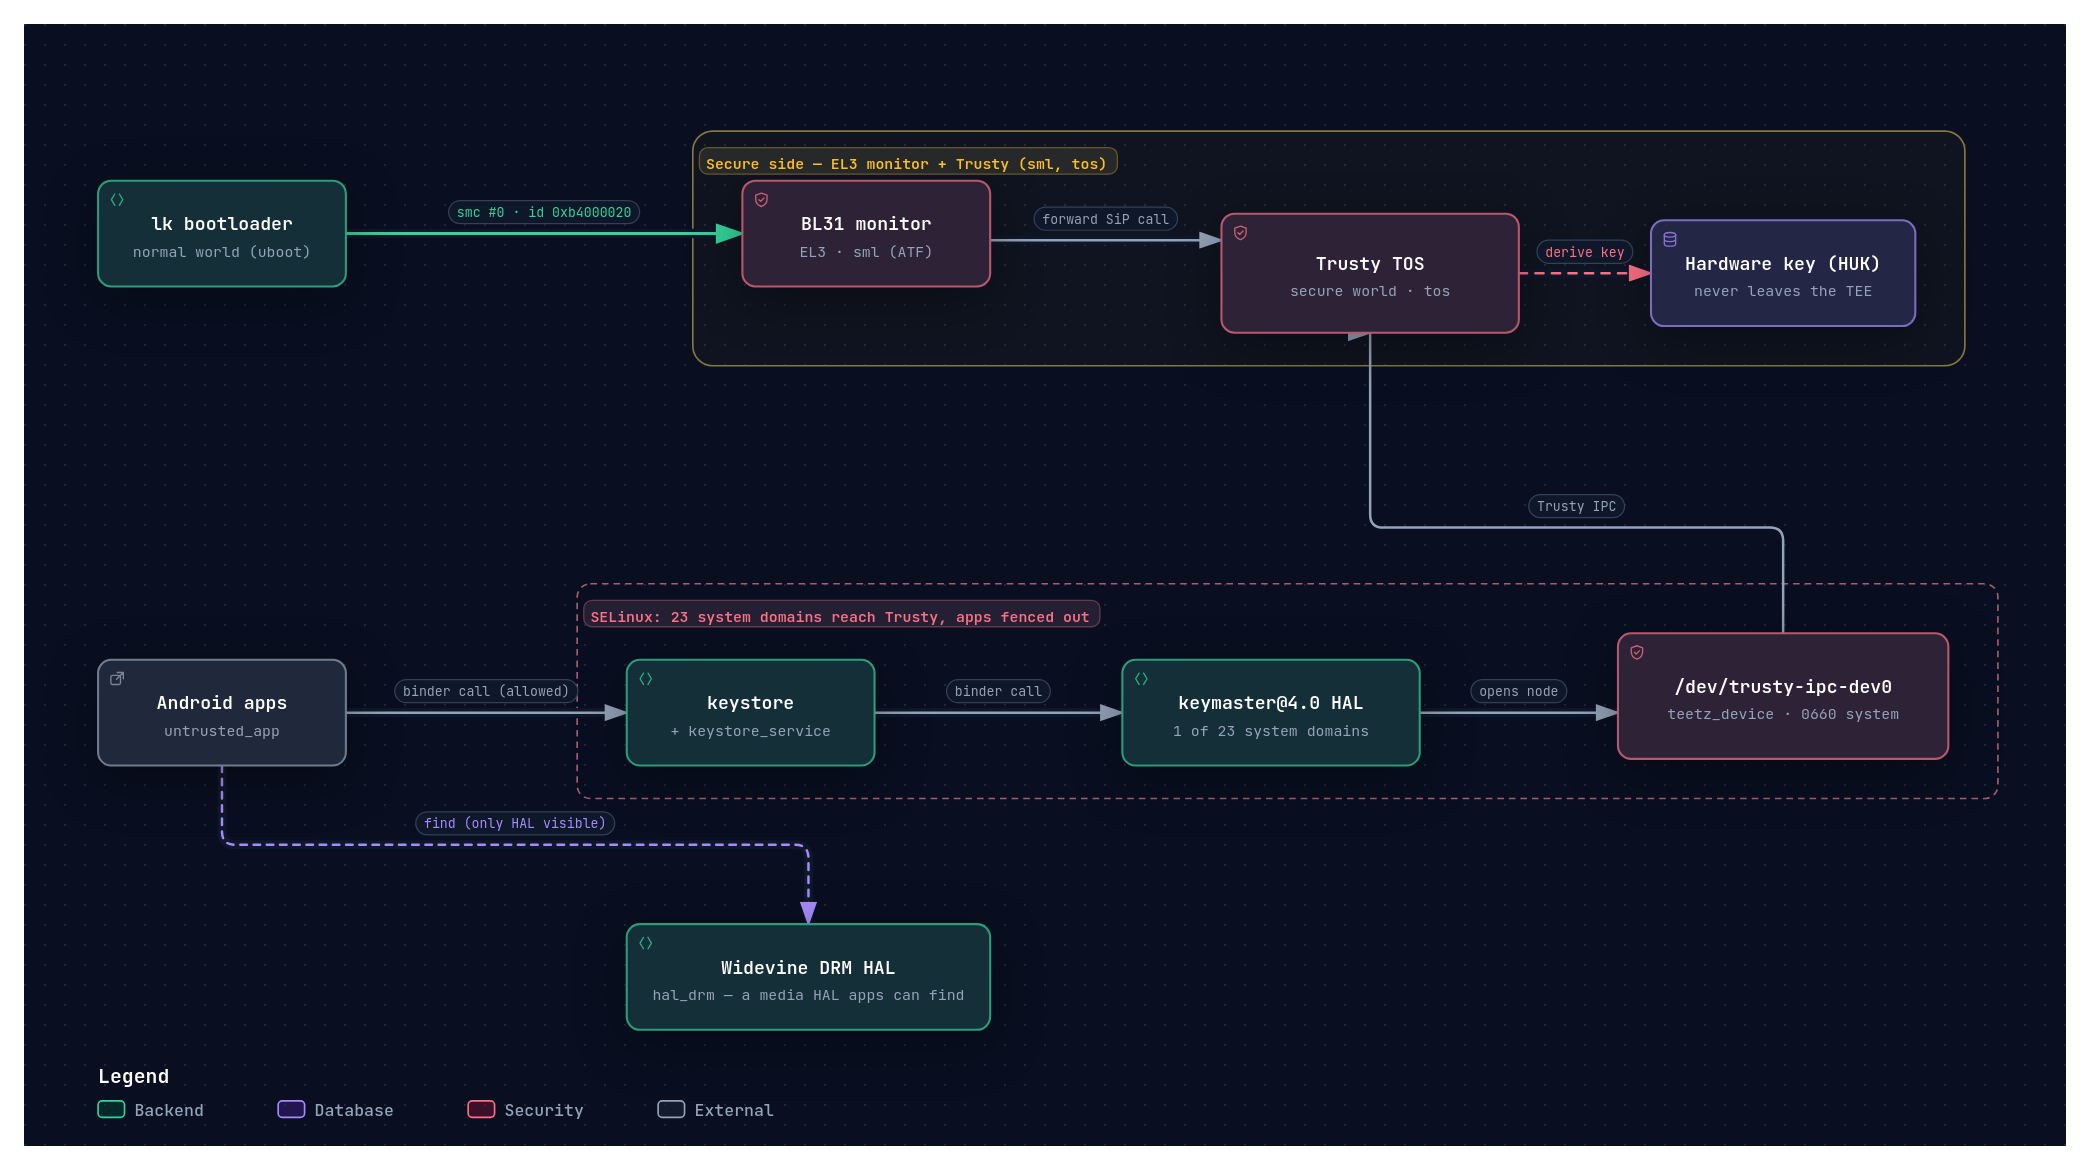 Secure side — EL3 monitor + Trusty (sml, tos)
lk bootloader
normal world (uboot)
smc #0 · id 0xb4000020
BL31 monitor
EL3 · sml (ATF)
forward SiP call
Trusty TOS
secure world · tos
derive key
Hardware key (HUK)
never leaves the TEE
Trusty IPC
SELinux: 23 system domains reach Trusty, apps fenced out
Android apps
untrusted_app
binder call (allowed)
keystore
+ keystore_service
binder call
keymaster@4.0 HAL
1 of 23 system domains
opens node
/dev/trusty-ipc-dev0
teetz_device · 0660 system
find (only HAL visible)
Widevine DRM HAL
hal_drm — a media HAL apps can find
Legend
Backend
Database
Security
External